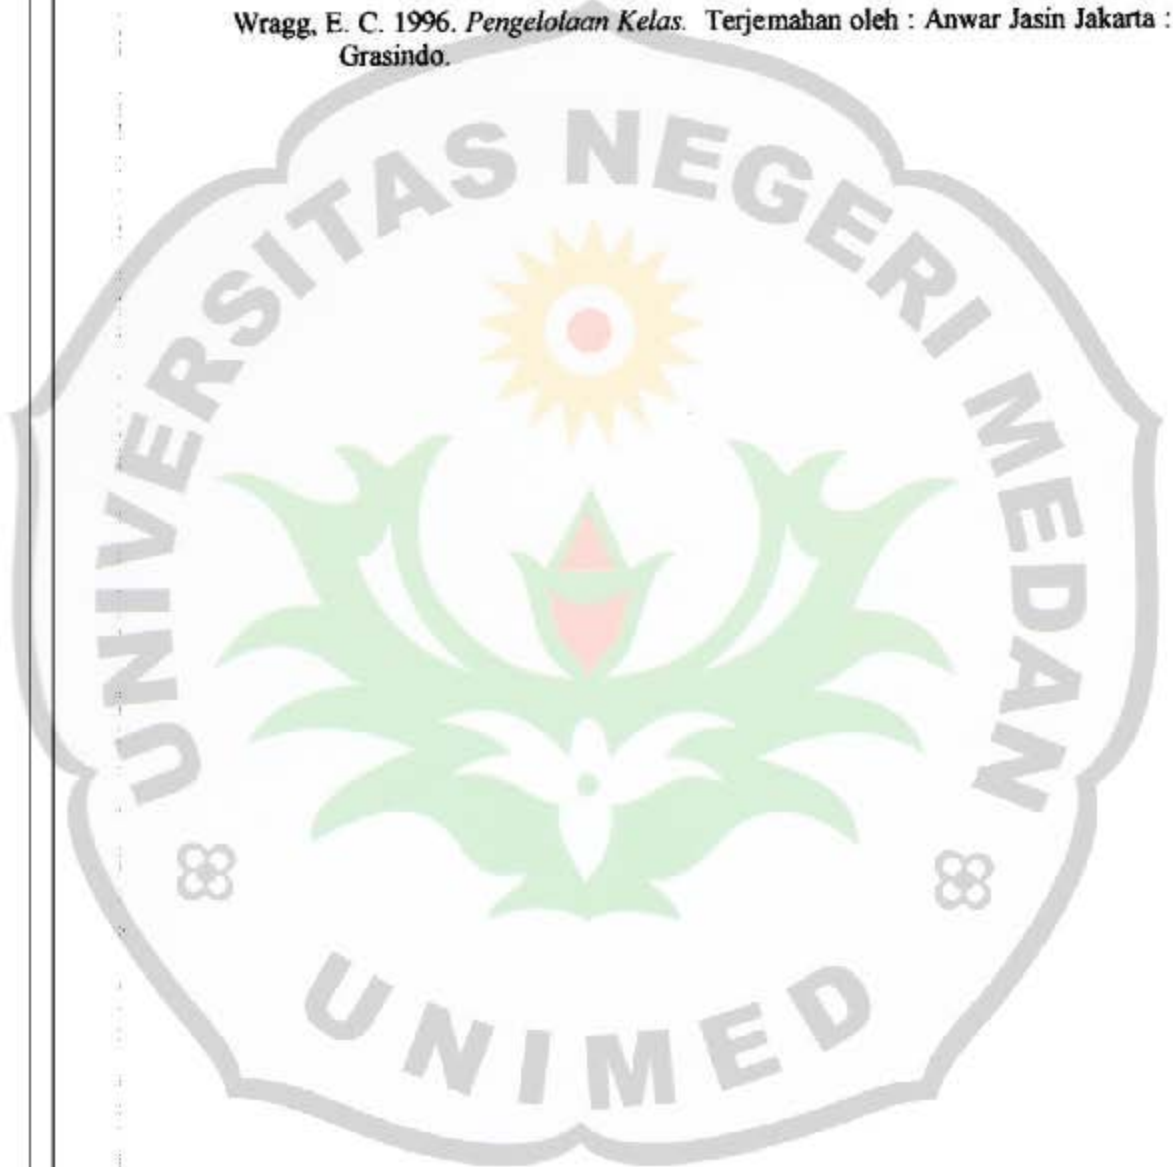 Wragg, E. C. 1996. Pengelolaan Kelas. Terjemahan oleh : Anwar Jasin Jakarta :
Grasindo.
UNIVERSITAS NEGERI MEDAN
UNIMED